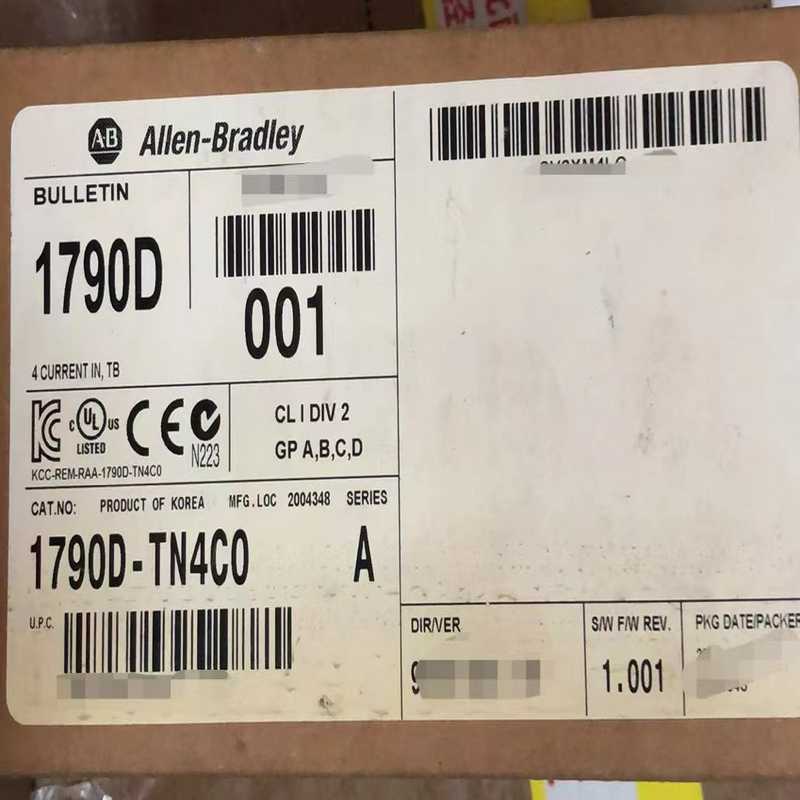 AB Allen-Bradley
BULLETIN
1790D
001
4 CURRENT IN, TB
C UL US
LISTED
CE
N223
KCC-REM-RAA-1790D-TN4C0
CL I DIV 2
GP A,B,C,D
CAT.NO: PRODUCT OF KOREA MFG.LOC 2004348 SERIES
1790D-TN4C0 A
U.P.C.
DIR/VER
S/W F/W REV.
1.001
PKG DATE/PACKER